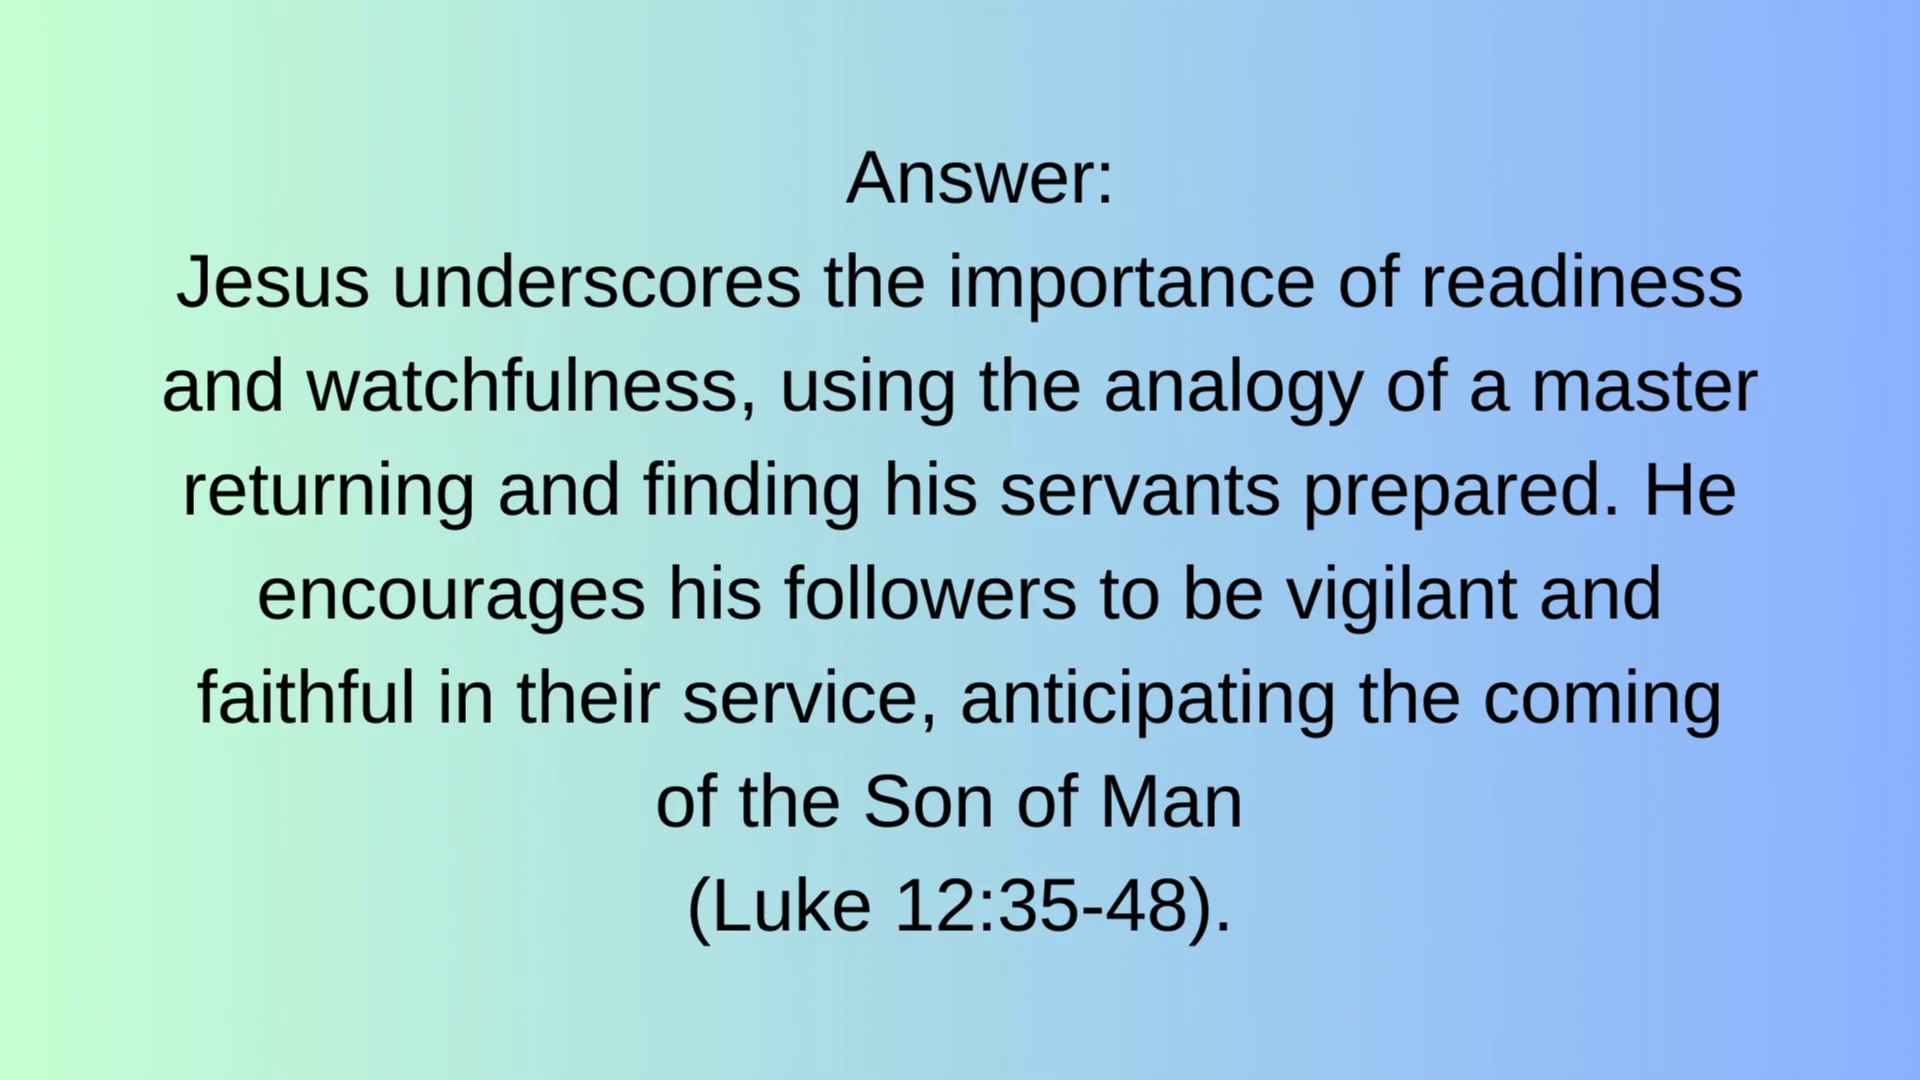 Answer:
Jesus underscores the importance of readiness
and watchfulness, using the analogy of a master
returning and finding his servants prepared. He
encourages his followers to be vigilant and
faithful in their service, anticipating the coming
of the Son of Man
(Luke 12:35-48).